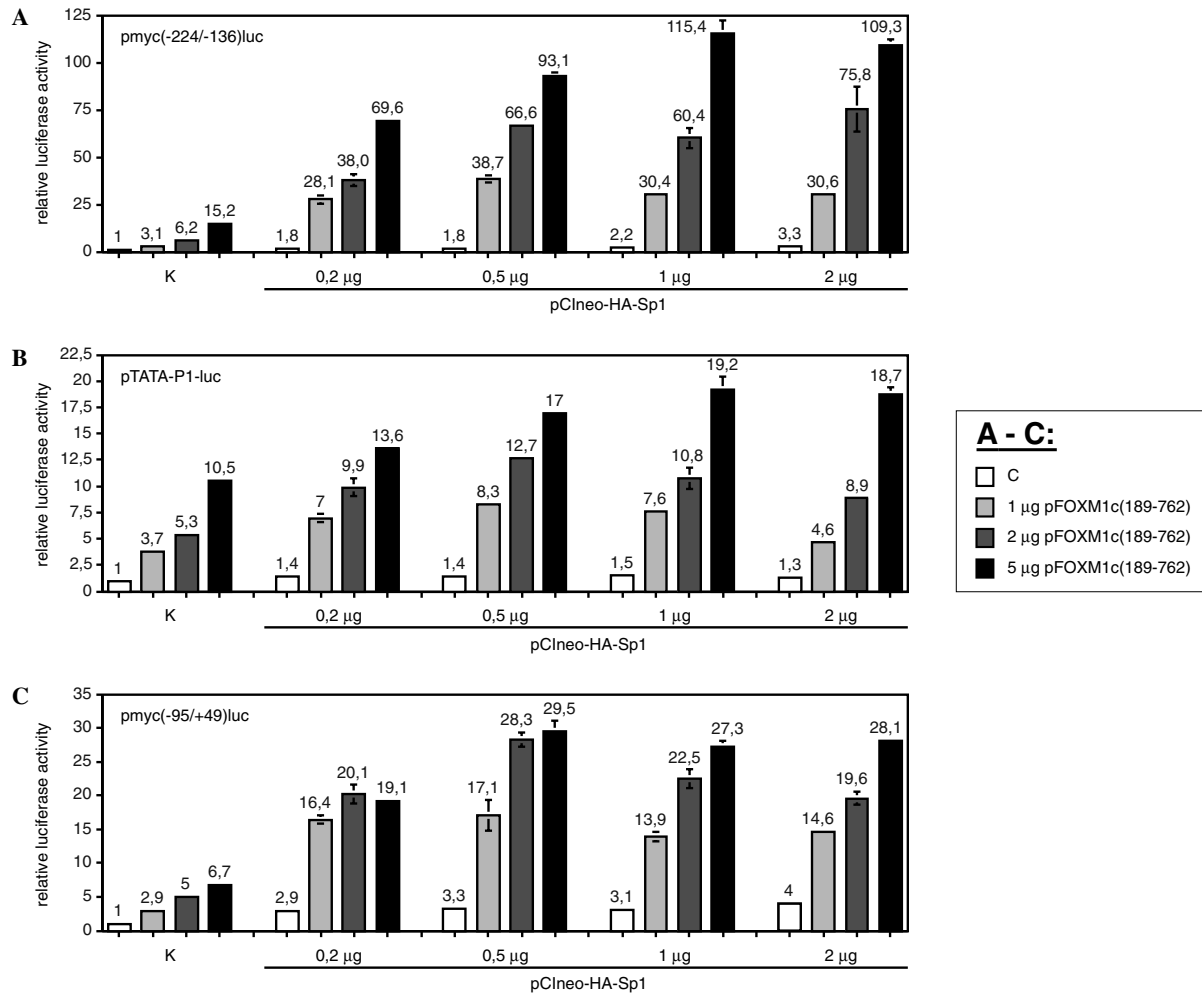 A
pmyc(-224/-136)luc
relative luciferase activity
125
100
75
50
25
0
1 3,1 6,2 15,2
1,8 28,1 38,0 69,6
1,8 38,7 66,6 93,1
2,2 30,4 60,4 115,4
3,3 30,6 75,8 109,3
K 0,2 µg 0,5 µg 1 µg 2 µg
pCIneo-HA-Sp1
B
pTATA-P1-luc
relative luciferase activity
22,5
20
17,5
15
12,5
10
7,5
5
2,5
0
1 3,7 5,3 10,5
1,4 7 9,9 13,6
1,4 8,3 12,7 17
1,5 7,6 10,8 19,2
1,3 4,6 8,9 18,7
K 0,2 µg 0,5 µg 1 µg 2 µg
pCIneo-HA-Sp1
C
pmyc(-95/+49)luc
relative luciferase activity
35
30
25
20
15
10
5
0
1 2,9 5 6,7
2,9 16,4 20,1 19,1
3,3 17,1 28,3 29,5
3,1 13,9 22,5 27,3
4 14,6 19,6 28,1
K 0,2 µg 0,5 µg 1 µg 2 µg
pCIneo-HA-Sp1
A - C:
C
1 µg pFOXM1c(189-762)
2 µg pFOXM1c(189-762)
5 µg pFOXM1c(189-762)